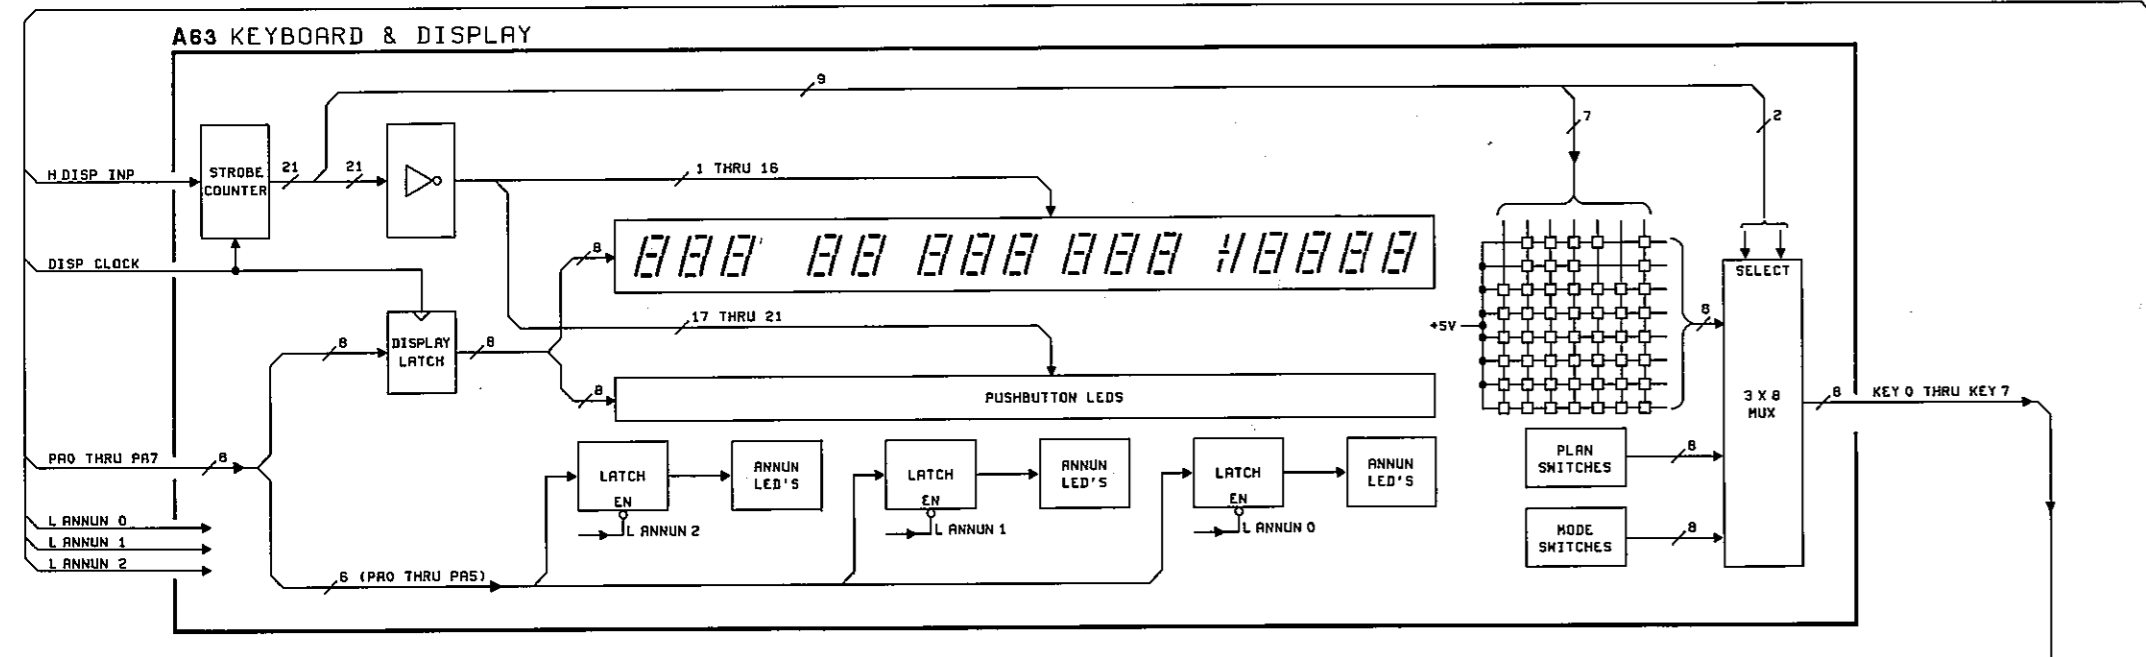 A63 KEYBOARD & DISPLAY
9
7
2
H DISP INP
STROBE
COUNTER
21
21
1 THRU 16
DISP CLOCK
8
SELECT
17 THRU 21
+5V
8
8
DISPLAY
LATCH
8
8
PUSHBUTTON LEDS
3 X 8
MUX
8
KEY 0 THRU KEY 7
PA0 THRU PA7
8
LATCH
EN
L ANNUN 2
ANNUN
LED'S
LATCH
EN
L ANNUN 1
ANNUN
LED'S
LATCH
EN
L ANNUN 0
ANNUN
LED'S
PLAN
SWITCHES
8
MODE
SWITCHES
8
L ANNUN 0
L ANNUN 1
L ANNUN 2
6 (PA0 THRU PA5)